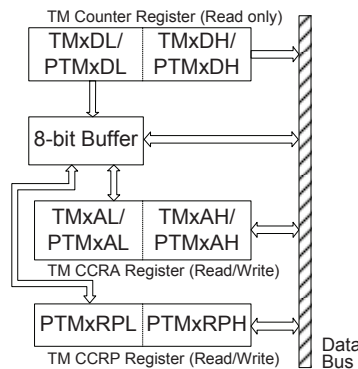 TM Counter Register (Read only)
TMxDL/ TMxDH/
PTMxDL PTMxDH
8-bit Buffer
TMxAL/ TMxAH/
PTMxAL PTMxAH
TM CCRA Register (Read/Write)
PTMxRPL PTMxRPH
TM CCRP Register (Read/Write)
Data
Bus